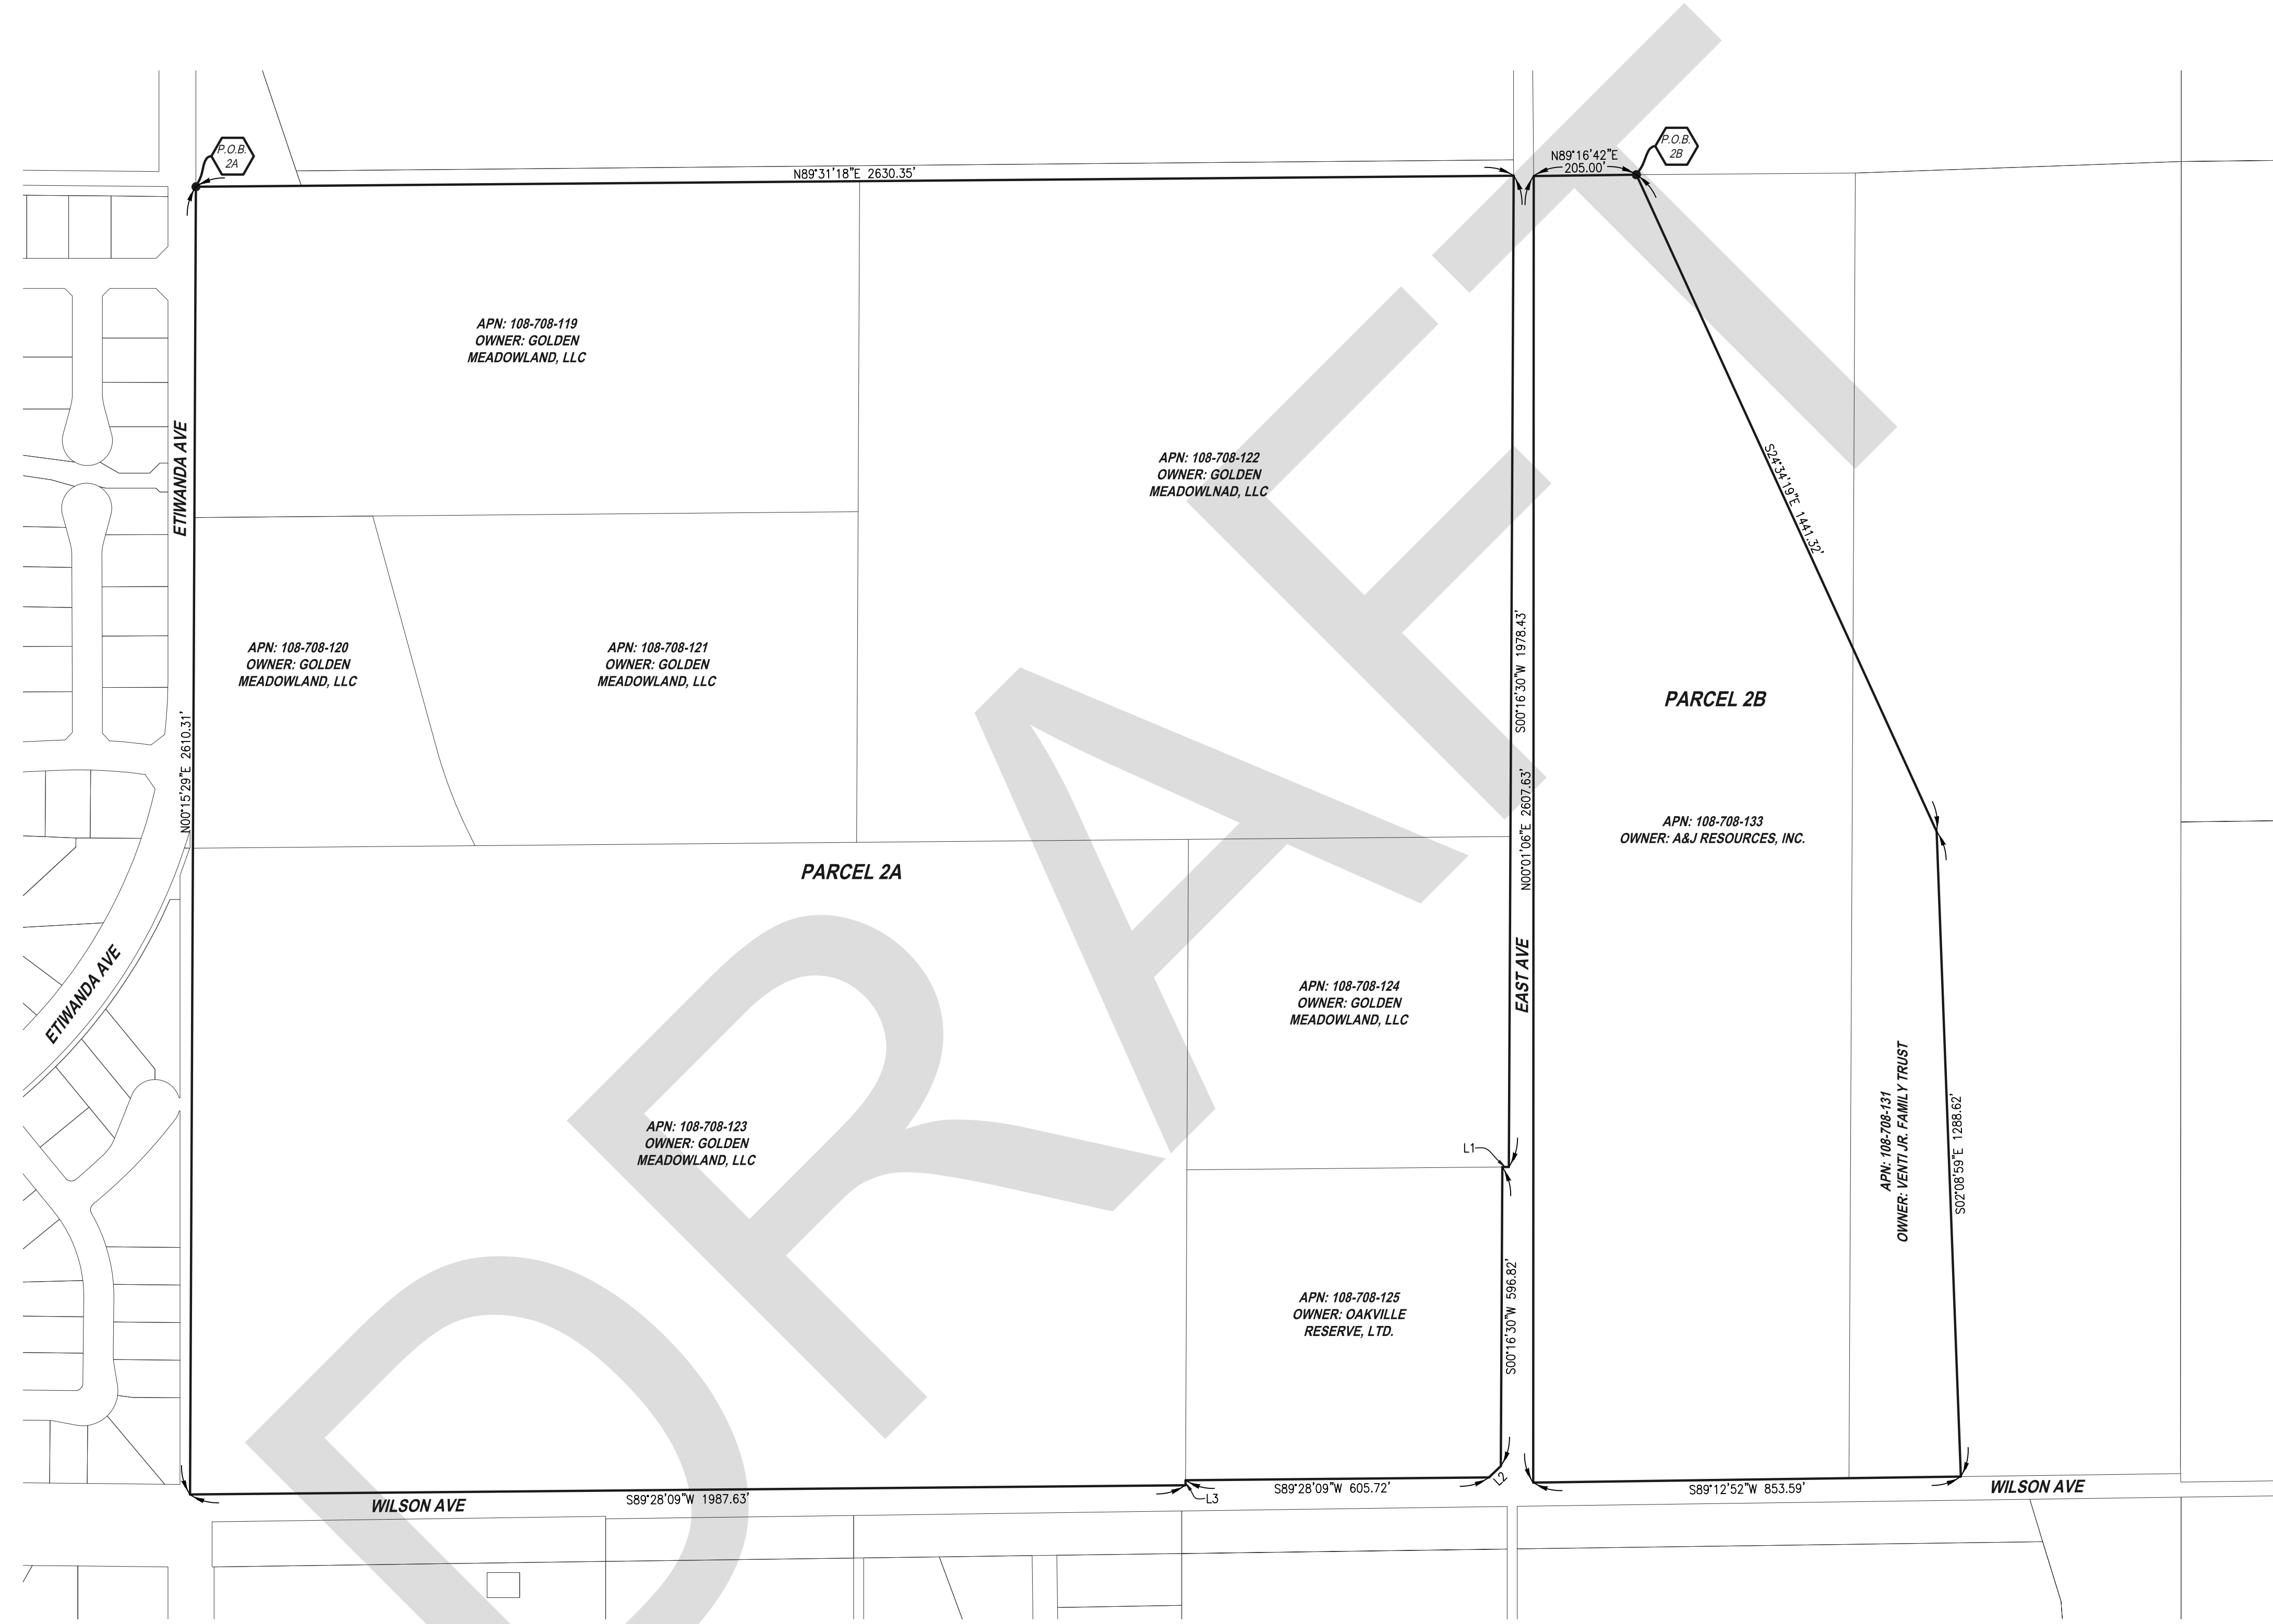 P.O.B.
2A
N89°31'18"E 2630.35'
N89°16'42"E
205.00'
P.O.B.
2B
APN: 108-708-119
OWNER: GOLDEN
MEADOWLAND, LLC
ETIWANDA AVE
APN: 108-708-122
OWNER: GOLDEN
MEADOWLNAD, LLC
S24°34'19"E 1441.32'
APN: 108-708-120
OWNER: GOLDEN
MEADOWLAND, LLC
APN: 108-708-121
OWNER: GOLDEN
MEADOWLAND, LLC
S00°16'30"W 1978.43'
PARCEL 2B
N00°15'29"E 2610.31'
N00°01'06"E 2607.63'
APN: 108-708-133
OWNER: A&J RESOURCES, INC.
PARCEL 2A
ETIWANDA AVE
EAST AVE
APN: 108-708-124
OWNER: GOLDEN
MEADOWLAND, LLC
APN: 108-708-123
OWNER: GOLDEN
MEADOWLAND, LLC
L1
APN: 108-708-131
OWNER: VENTI JR. FAMILY TRUST
S02°08'59"E 1288.62'
APN: 108-708-125
OWNER: OAKVILLE
RESERVE, LTD.
S00°16'30"W 596.82'
WILSON AVE
S89°28'09"W 1987.63'
L3
S89°28'09"W 605.72'
L2
S89°12'52"W 853.59'
WILSON AVE
DRAFT